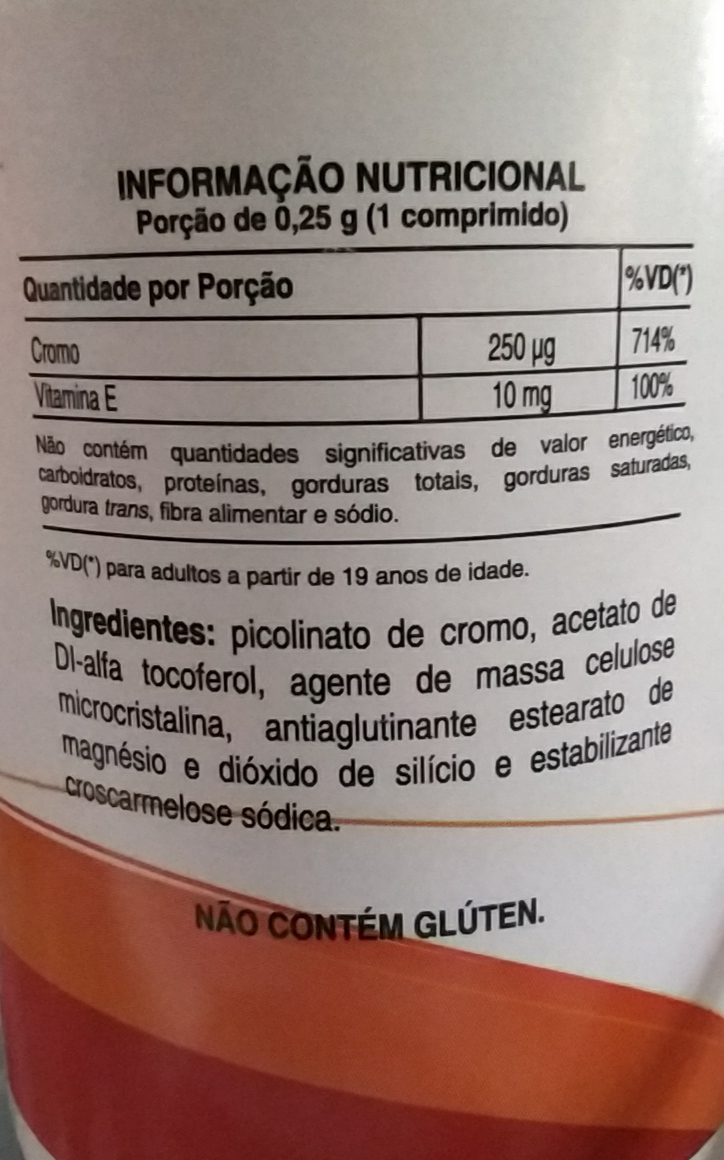 INFORMAÇÃO NUTRICIONAL
Porção de 0,25 g (1 comprimido)
Quantidade por Porção %VD(*)
Cromo 250 µg 714%
Vitamina E 10 mg 100%
Não contém quantidades significativas de valor energético,
carboidratos, proteínas, gorduras totais, gorduras saturadas,
gordura trans, fibra alimentar e sódio.
%VD(*) para adultos a partir de 19 anos de idade.
Ingredientes: picolinato de cromo, acetato de
Dl-alfa tocoferol, agente de massa celulose
microcristalina, antiaglutinante estearato de
magnésio e dióxido de silício e estabilizante
croscarmelose sódica.
NÃO CONTÉM GLÚTEN.